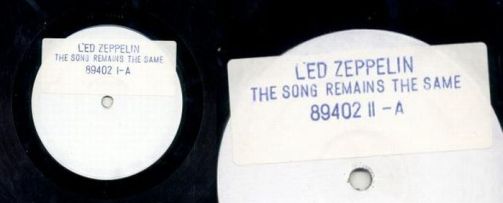 LED ZEPPELIN
THE SONG REMAINS THE SAME
89402 I-A
LED ZEPPELIN
THE SONG REMAINS THE SAME
89402 II-A